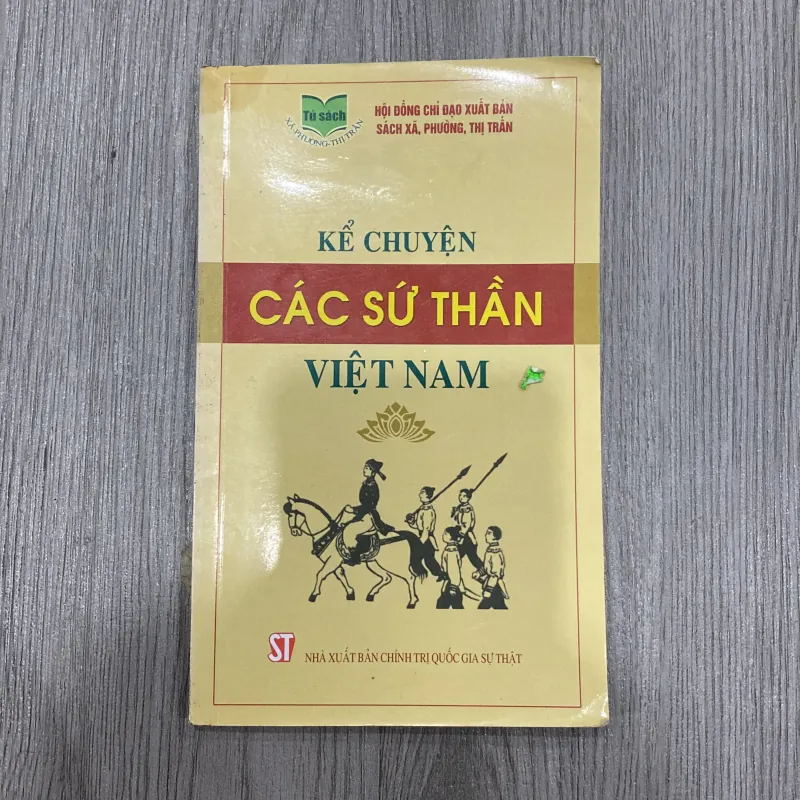 Tủ sách
XÃ-PHƯỜNG-THỊ TRẤN
HỘI ĐỒNG CHỈ ĐẠO XUẤT BẢN
SÁCH XÃ, PHƯỜNG, THỊ TRẤN
KỂ CHUYỆN
CÁC SỨ THẦN
VIỆT NAM
ST
NHÀ XUẤT BẢN CHÍNH TRỊ QUỐC GIA SỰ THẬT